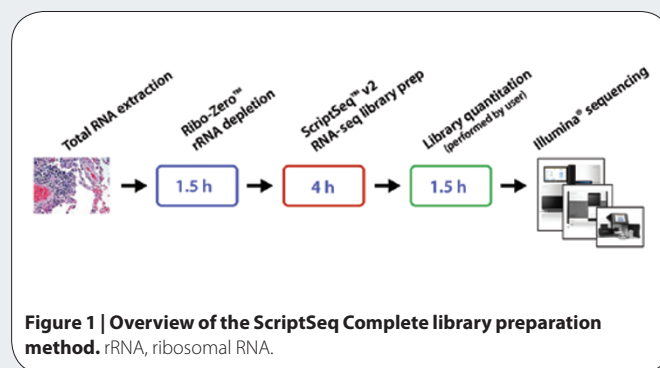 Total RNA extraction
Ribo-Zero™
rRNA depletion
ScriptSeq™ v2
RNA-seq library prep
Library quantitation
(performed by user)
Illumina® sequencing
1.5 h
4 h
1.5 h
Figure 1 | Overview of the ScriptSeq Complete library preparation
method. rRNA, ribosomal RNA.